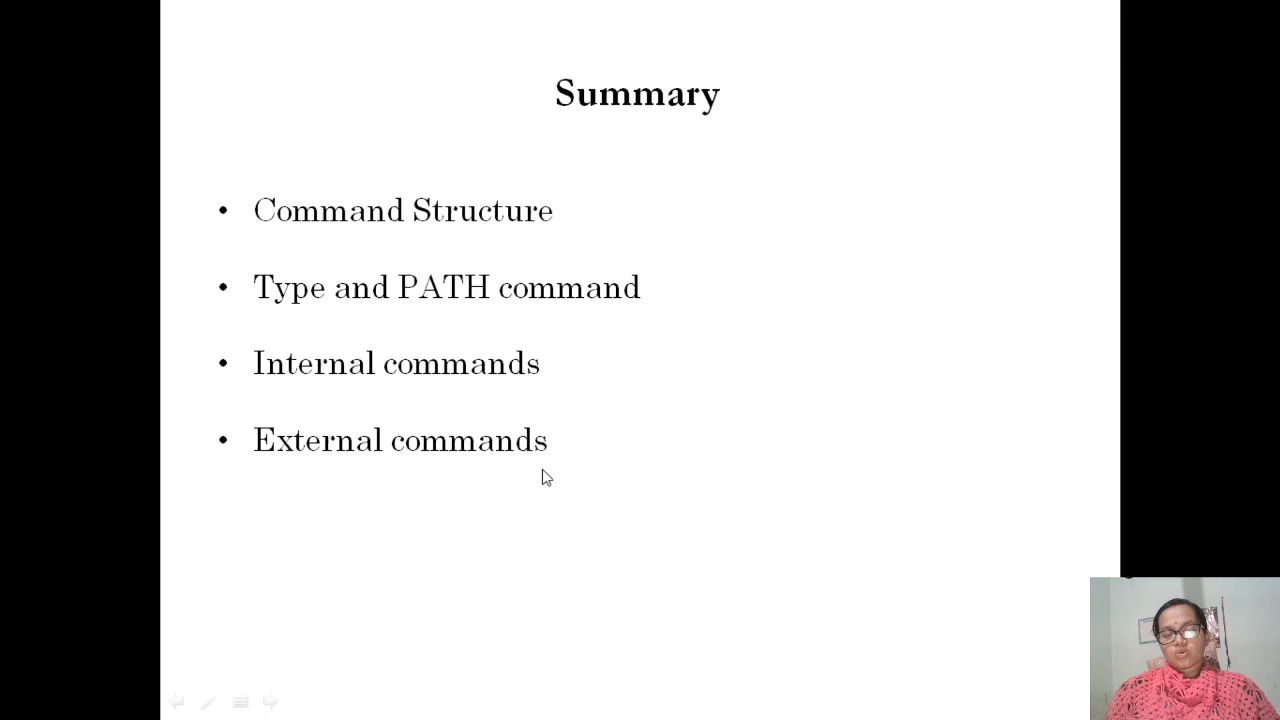 Summary
• Command Structure
• Type and PATH command
• Internal commands
• External commands